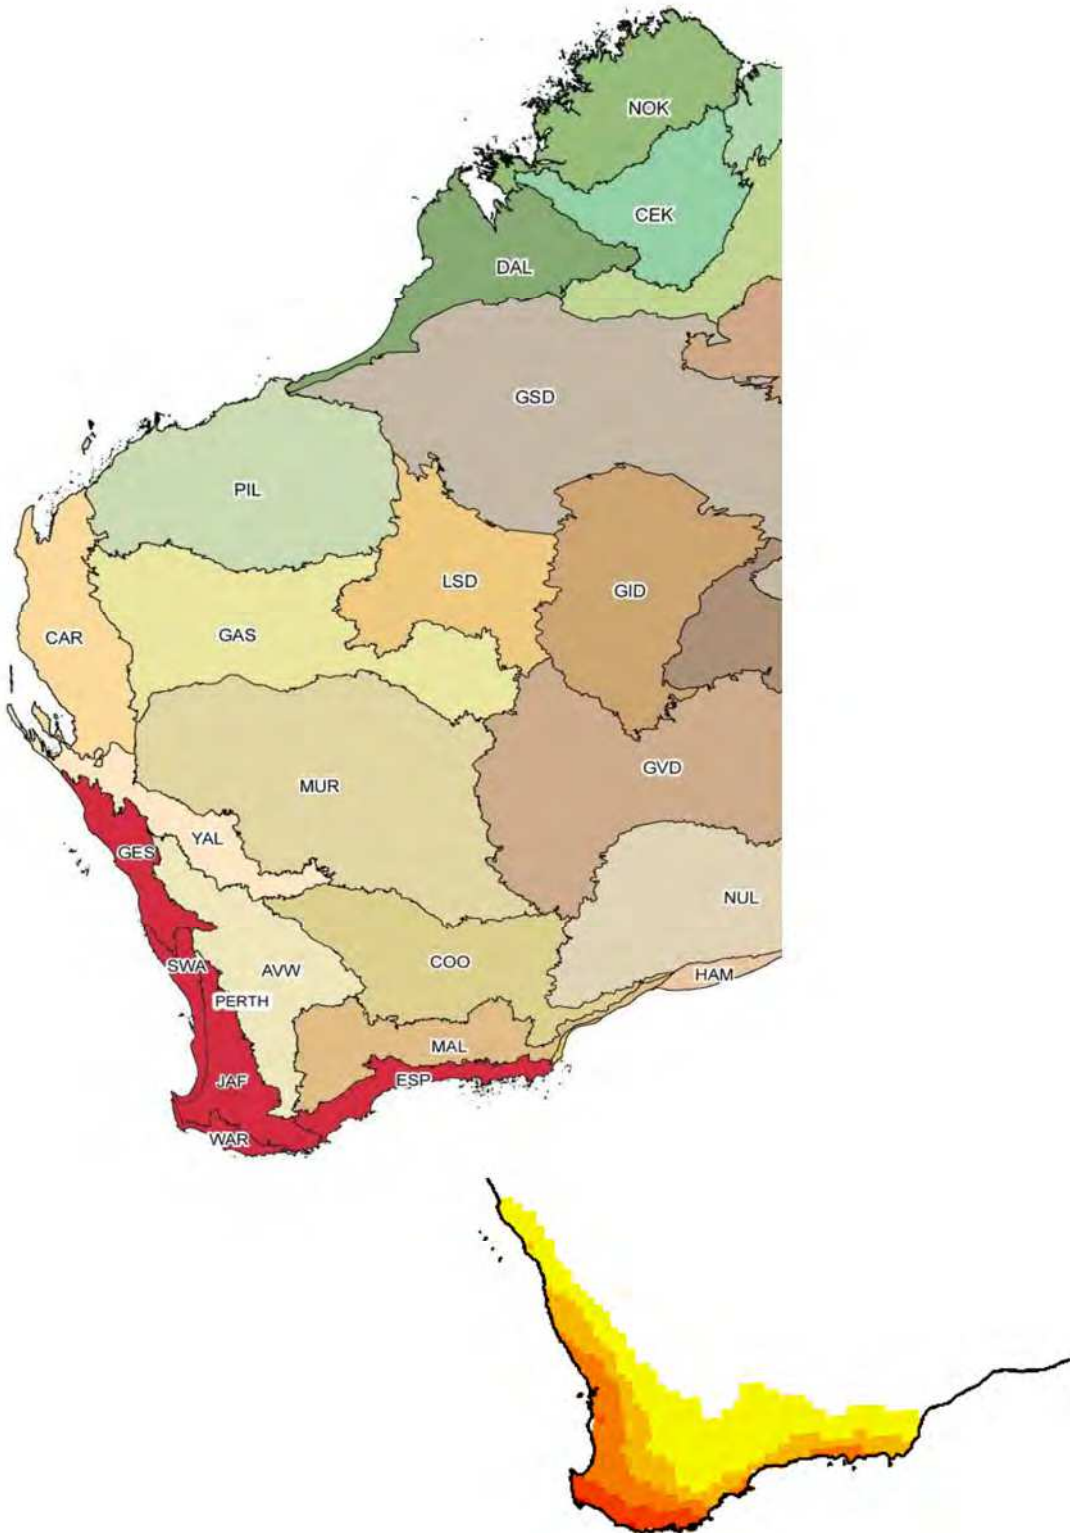 NOK
CEK
DAL
GSD
PIL
LSD
GID
CAR
GAS
GVD
MUR
YAL
GES
NUL
COO
SWA
AVW
HAM
PERTH
MAL
JAF
ESP
WAR